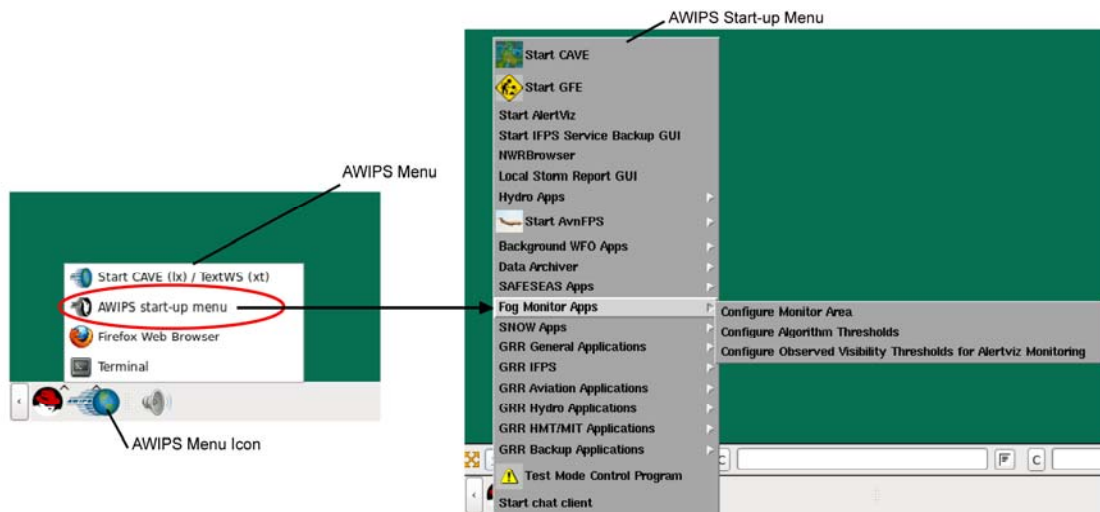 AWIPS Start-up Menu
Start CAVE
Start GFE
Start AlertViz
Start IFPS Service Backup GUI
NWRBrowser
Local Storm Report GUI
Hydro Apps
Start AvnFPS
Background WFO Apps
Data Archiver
SAFESEAS Apps
Fog Monitor Apps
SNOW Apps
GRR General Applications
GRR IFPS
GRR Aviation Applications
GRR Hydro Applications
GRR HMT/MIT Applications
GRR Backup Applications
Test Mode Control Program
Start chat client
Configure Monitor Area
Configure Algorithm Thresholds
Configure Observed Visibility Thresholds for Alertviz Monitoring
C
F
C
AWIPS Menu
Start CAVE (lx) / TextWS (xt)
AWIPS start-up menu
Firefox Web Browser
Terminal
AWIPS Menu Icon